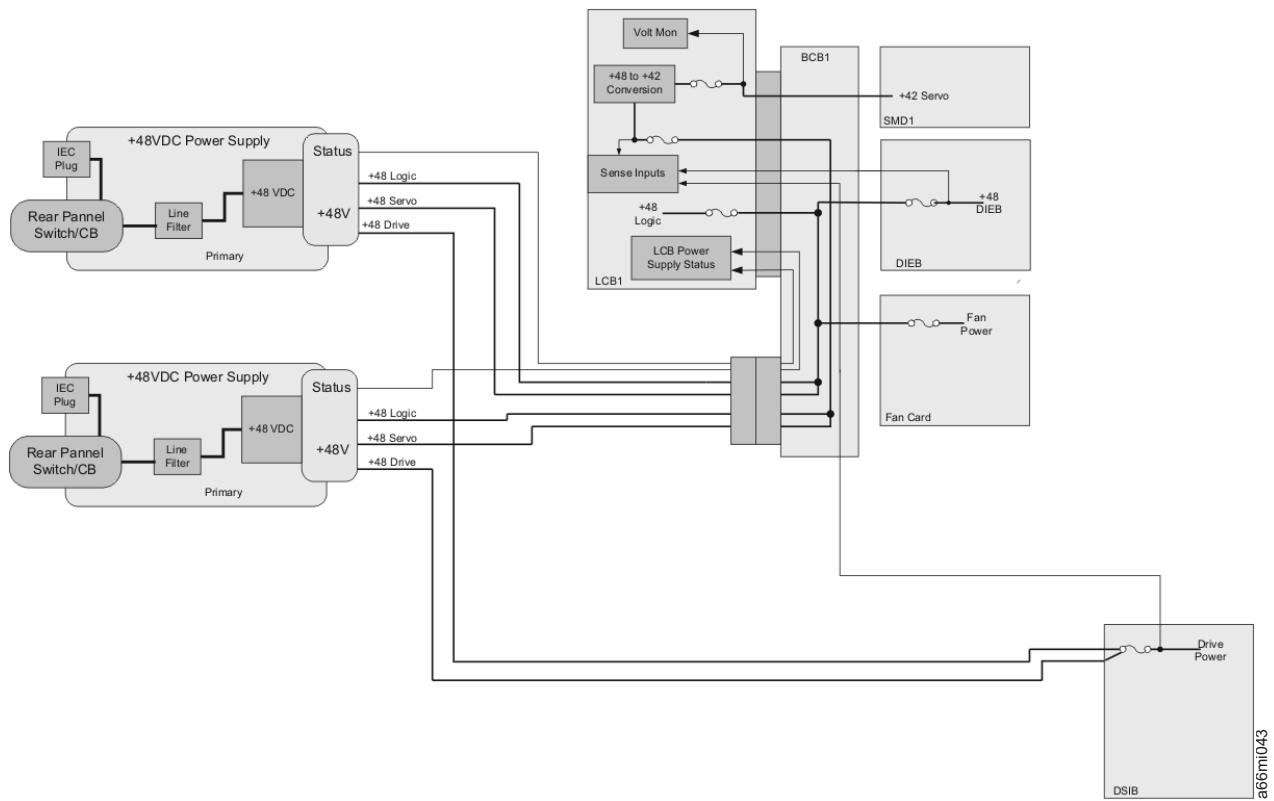 +48VDC Power Supply
IEC
Plug
Rear Pannel
Switch/CB
Line
Filter
+48 VDC
Primary
Status
+48V
+48 Logic
+48 Servo
+48 Drive
+48VDC Power Supply
IEC
Plug
Rear Pannel
Switch/CB
Line
Filter
+48 VDC
Primary
Status
+48V
+48 Logic
+48 Servo
+48 Drive
Volt Mon
+48 to +42
Conversion
Sense Inputs
+48
Logic
LCB Power
Supply Status
LCB1
BCB1
+42 Servo
SMD1
+48
DIEB
DIEB
Fan
Power
Fan Card
Drive
Power
DSIB
a66mi043